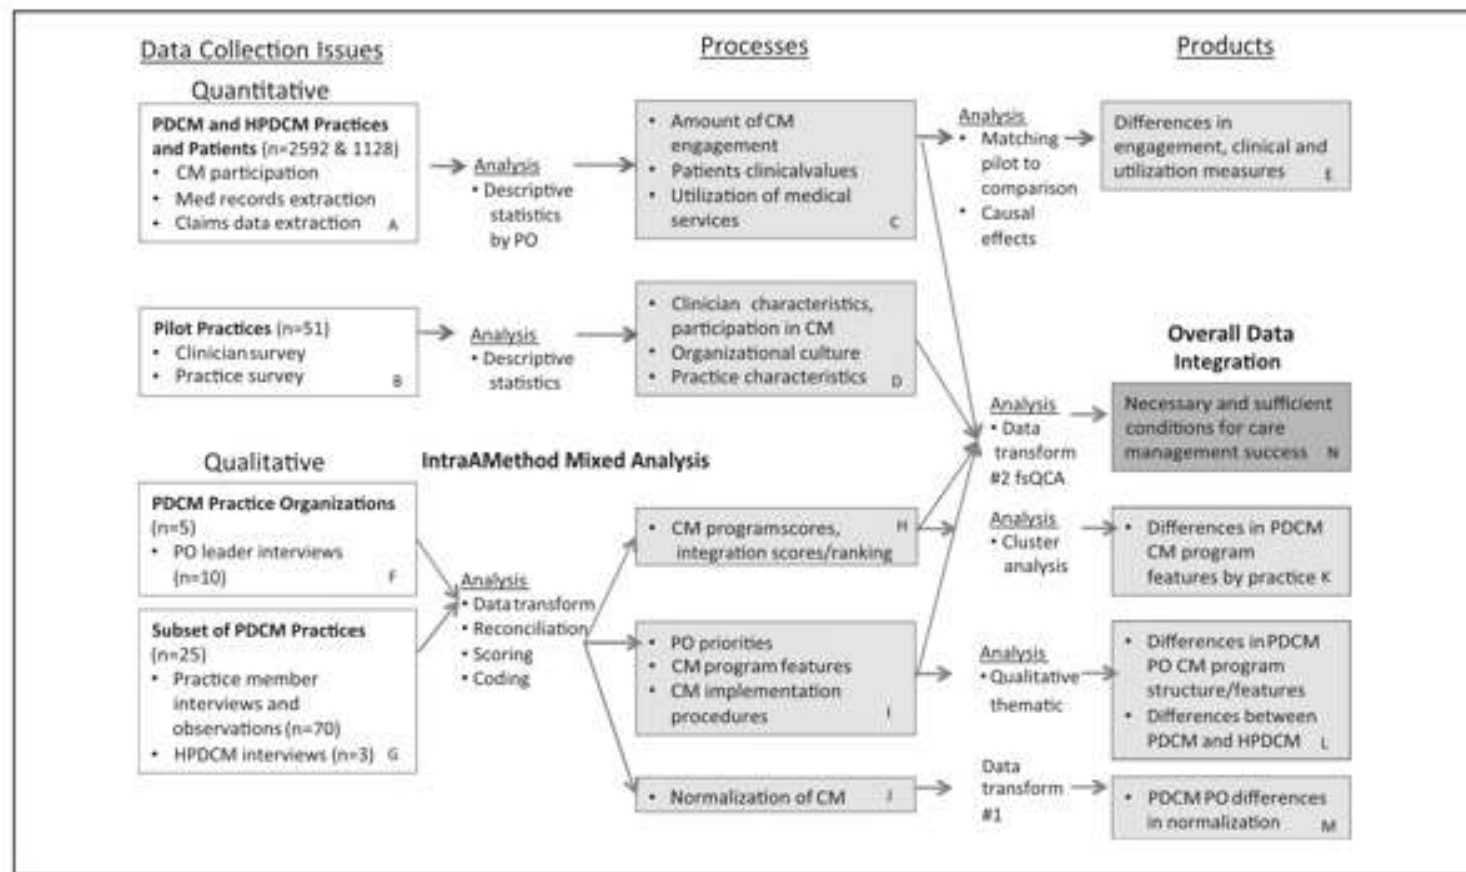 Data Collection Issues
Processes
Products
Quantitative
PDCM and HPDCM Practices
and Patients (n=2592 & 1128)
• CM participation
• Med records extraction
• Claims data extraction A
Analysis
• Descriptive
statistics
by PO
• Amount of CM
engagement
• Patients clinicalvalues
• Utilization of medical
services C
Analysis
• Matching
pilot to
comparison
• Causal
effects
Differences in
engagement, clinical and
utilization measures E
Pilot Practices (n=51)
• Clinician survey
• Practice survey B
Analysis
• Descriptive
statistics
• Clinician characteristics,
participation in CM
• Organizational culture
• Practice characteristics D
Overall Data
Integration
Analysis
• Data
transform
#2 fsQCA
Necessary and sufficient
conditions for care
management success N
Qualitative
IntraAMethod Mixed Analysis
PDCM Practice Organizations
(n=5)
• PO leader interviews
(n=10) F
Subset of PDCM Practices
(n=25)
• Practice member
interviews and
observations (n=70)
• HPDCM interviews (n=3) G
Analysis
• Data transform
• Reconciliation
• Scoring
• Coding
• CM programscores, H
integration scores/ranking
Analysis
• Cluster
analysis
• Differences in PDCM
CM program
features by practice K
• PO priorities
• CM program features
• CM implementation
procedures I
Analysis
• Qualitative
thematic
• Differences in PDCM
PO CM program
structure/features
• Differences between
PDCM and HPDCM L
• Normalization of CM J
Data
transform
#1
• PDCM PO differences
in normalization M